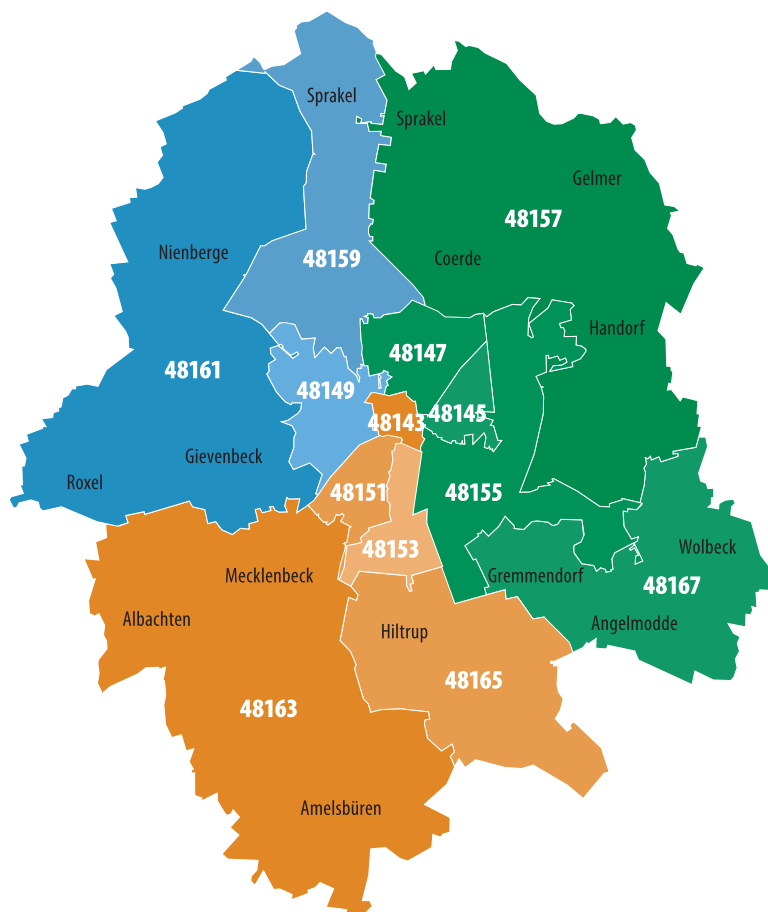 Sprakel
Sprakel
Gelmer
48157
Nienberge
48159
Coerde
Handorf
48147
48161
48149
48145
48143
Gievenbeck
Roxel
48151
48155
48153
Wolbeck
Mecklenbeck
Gremmendorf
48167
Albachten
Angelmodde
Hiltrup
48165
48163
Amelsbüren